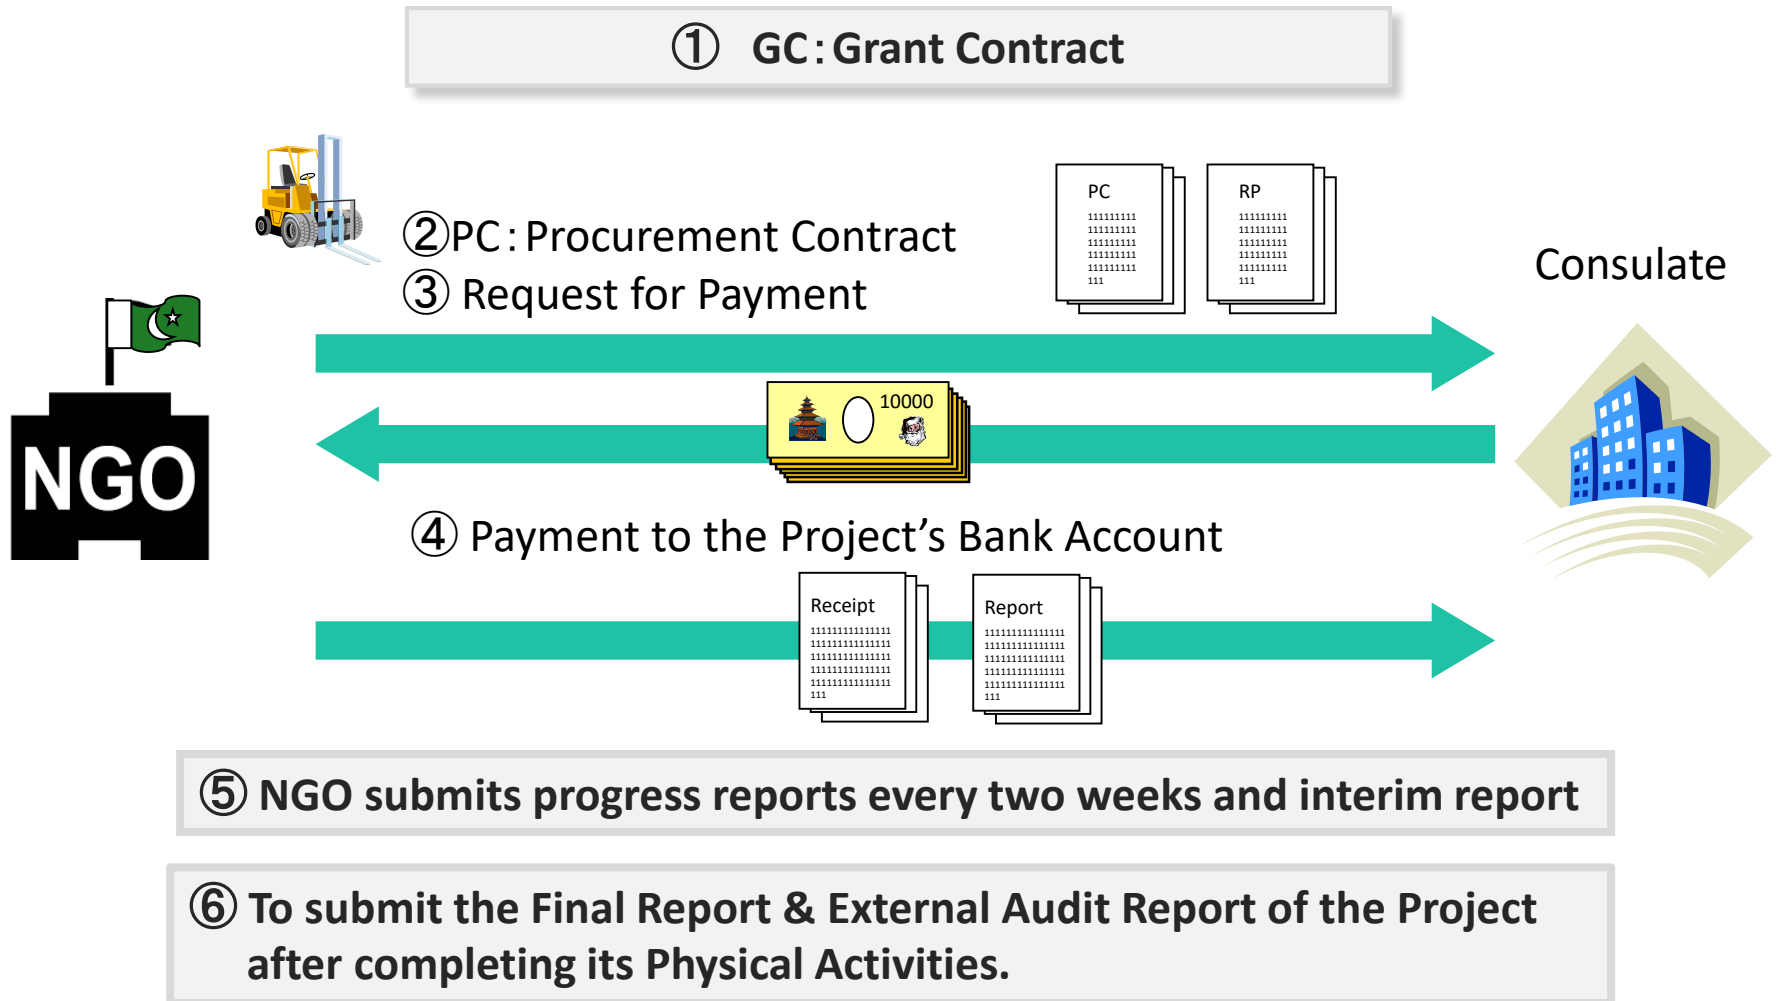 ① GC：Grant Contract
②PC：Procurement Contract
③ Request for Payment
PC
111111111
111111111
111111111
111111111
111111111
111
RP
111111111
111111111
111111111
111111111
111111111
111
Consulate
NGO
10000
④ Payment to the Project’s Bank Account
Receipt
11111111111111
11111111111111
11111111111111
11111111111111
11111111111111
111
Report
11111111111111
11111111111111
11111111111111
11111111111111
11111111111111
111
⑤ NGO submits progress reports every two weeks and interim report
⑥ To submit the Final Report & External Audit Report of the Project
after completing its Physical Activities.